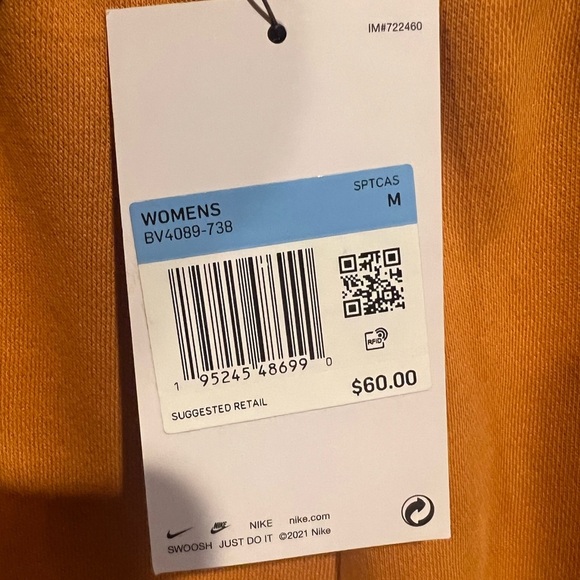 IM#722460
WOMENS
BV4089-738
SPTCAS
M
1 95245 48699 0
RFID
SUGGESTED RETAIL
$60.00
NIKE NIKE nike.com
SWOOSH JUST DO IT ©2021 Nike